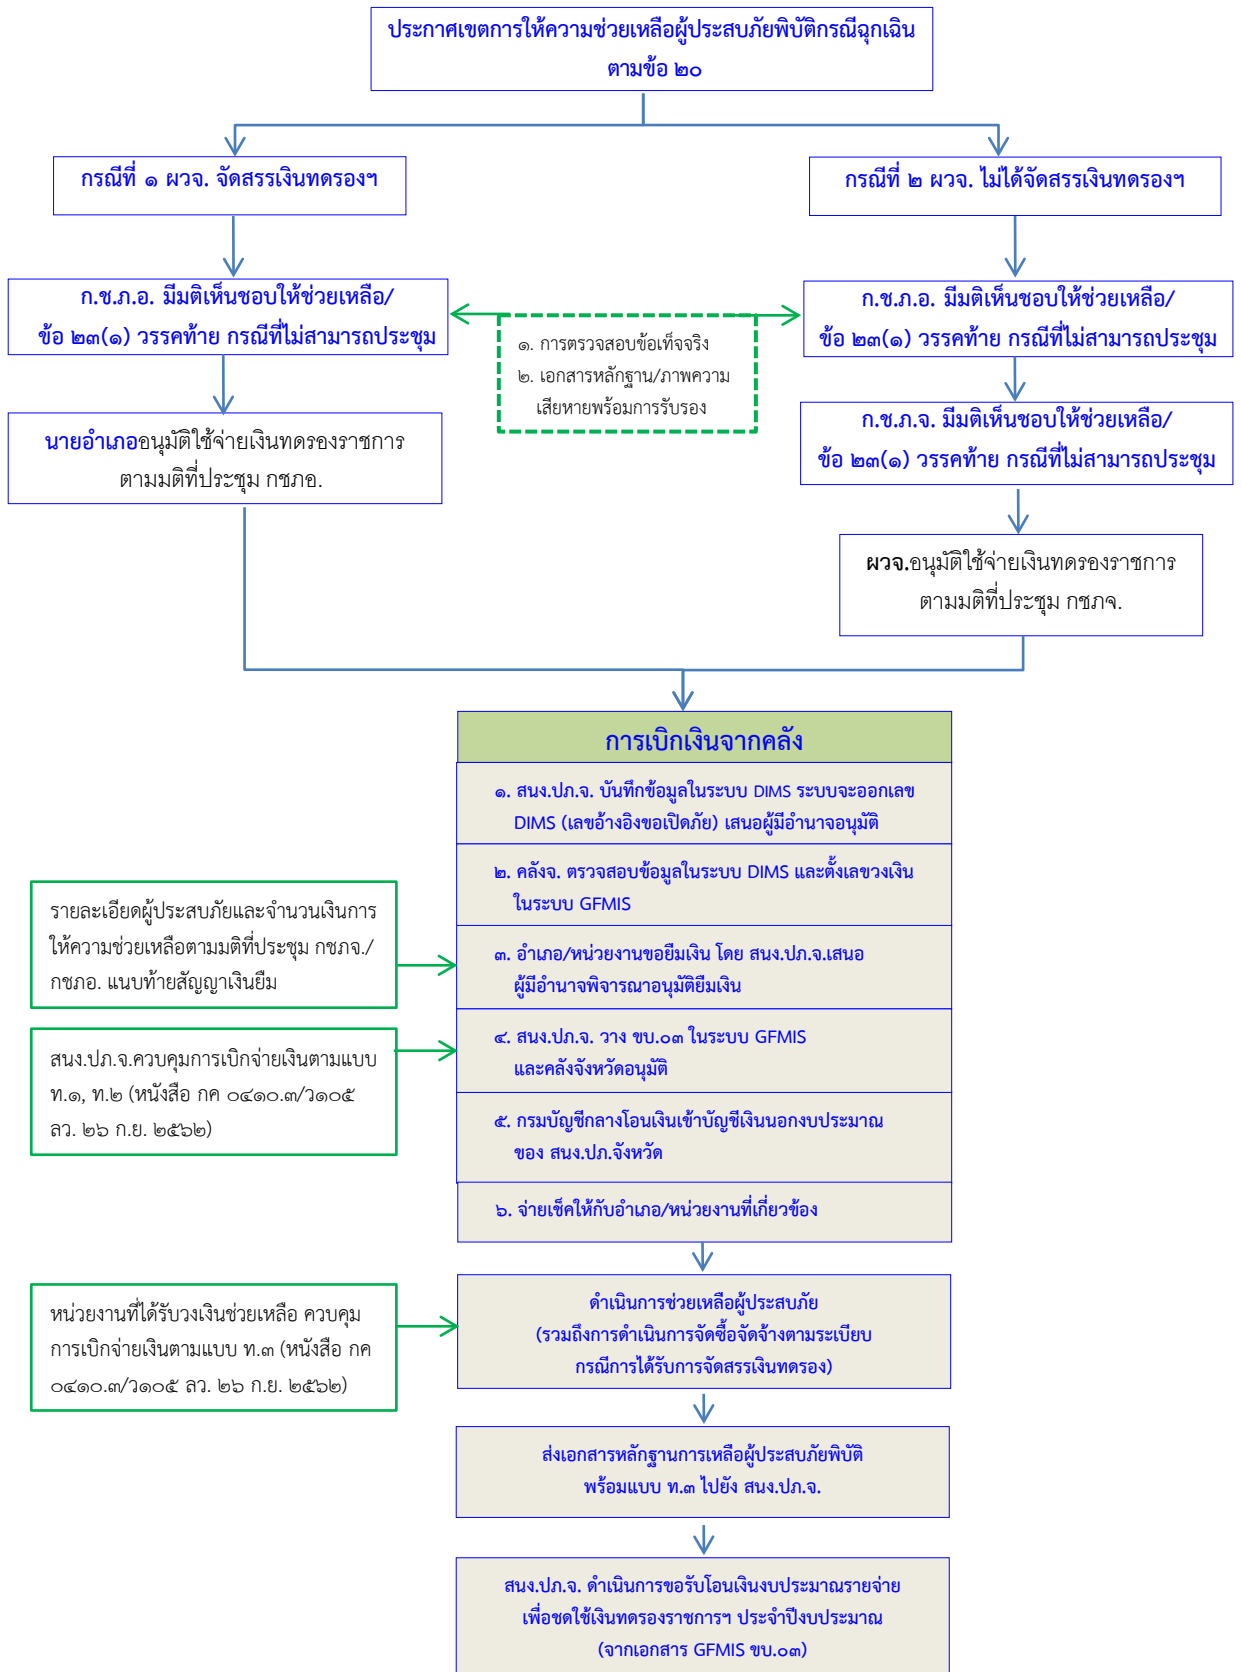 ประกาศเขตการให้ความช่วยเหลือผู้ประสบภัยพิบัติกรณีฉุกเฉิน
ตามข้อ ๒๐
กรณีที่ ๑ ผวจ. จัดสรรเงินทดรองฯ
กรณีที่ ๒ ผวจ. ไม่ได้จัดสรรเงินทดรองฯ
ก.ช.ภ.อ. มีมติเห็นชอบให้ช่วยเหลือ/
ข้อ ๒๓(๑) วรรคท้าย กรณีที่ไม่สามารถประชุม
๑. การตรวจสอบข้อเท็จจริง
๒. เอกสารหลักฐาน/ภาพความ
เสียหายพร้อมการรับรอง
ก.ช.ภ.อ. มีมติเห็นชอบให้ช่วยเหลือ/
ข้อ ๒๓(๑) วรรคท้าย กรณีที่ไม่สามารถประชุม
นายอำเภออนุมัติใช้จ่ายเงินทดรองราชการ
ตามมติที่ประชุม กชภอ.
ก.ช.ภ.จ. มีมติเห็นชอบให้ช่วยเหลือ/
ข้อ ๒๓(๑) วรรคท้าย กรณีที่ไม่สามารถประชุม
ผวจ.อนุมัติใช้จ่ายเงินทดรองราชการ
ตามมติที่ประชุม กชภจ.
การเบิกเงินจากคลัง
๑. สนง.ปภ.จ. บันทึกข้อมูลในระบบ DIMS ระบบจะออกเลข
DIMS (เลขอ้างอิงขอเปิดภัย) เสนอผู้มีอำนาจอนุมัติ
๒. คลังจ. ตรวจสอบข้อมูลในระบบ DIMS และตั้งเลขวงเงิน
ในระบบ GFMIS
รายละเอียดผู้ประสบภัยและจำนวนเงินการ
ให้ความช่วยเหลือตามมติที่ประชุม กชภจ./
กชภอ. แนบท้ายสัญญาเงินยืม
๓. อำเภอ/หน่วยงานขอยืมเงิน โดย สนง.ปภ.จ.เสนอ
ผู้มีอำนาจพิจารณาอนุมัติยืมเงิน
สนง.ปภ.จ.ควบคุมการเบิกจ่ายเงินตามแบบ
ท.๑, ท.๒ (หนังสือ กค ๐๔๑๐.๓/ว๑๐๕
ลว. ๒๖ ก.ย. ๒๕๖๒)
๔. สนง.ปภ.จ. วาง ขบ.๐๓ ในระบบ GFMIS
และคลังจังหวัดอนุมัติ
๕. กรมบัญชีกลางโอนเงินเข้าบัญชีเงินนอกงบประมาณ
ของ สนง.ปภ.จังหวัด
๖. จ่ายเช็คให้กับอำเภอ/หน่วยงานที่เกี่ยวข้อง
หน่วยงานที่ได้รับวงเงินช่วยเหลือ ควบคุม
การเบิกจ่ายเงินตามแบบ ท.๓ (หนังสือ กค
๐๔๑๐.๓/ว๑๐๕ ลว. ๒๖ ก.ย. ๒๕๖๒)
ดำเนินการช่วยเหลือผู้ประสบภัย
(รวมถึงการดำเนินการจัดซื้อจัดจ้างตามระเบียบ
กรณีการได้รับการจัดสรรเงินทดรอง)
ส่งเอกสารหลักฐานการเหลือผู้ประสบภัยพิบัติ
พร้อมแบบ ท.๓ ไปยัง สนง.ปภ.จ.
สนง.ปภ.จ. ดำเนินการขอรับโอนเงินงบประมาณรายจ่าย
เพื่อชดใช้เงินทดรองราชการฯ ประจำปีงบประมาณ
(จากเอกสาร GFMIS ขบ.๐๓)